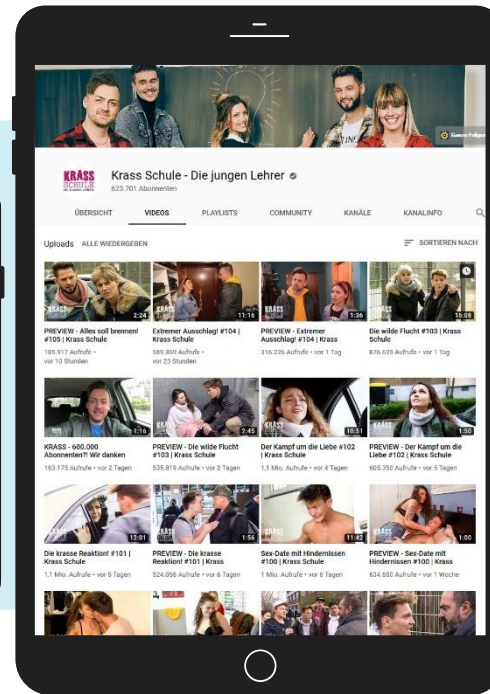 Ganze Folgen
KRASS
SCHULE
Krass Schule - Die jungen Lehrer
623.701 Abonnenten
ÜBERSICHT VIDEOS PLAYLISTS COMMUNITY KANÄLE KANALINFO
Uploads ALLE WIEDERGEBEN SORTIEREN NACH
2:24 11:16 1:36 15:08
PREVIEW - Alles soll brennen!
#105 | Krass Schule
185.917 Aufrufe •
vor 10 Stunden
Extremer Ausschlag! #104 |
Krass Schule
589.869 Aufrufe •
vor 23 Stunden
PREVIEW - Extremer
Ausschlag! #104 | Krass
316.226 Aufrufe • vor 1 Tag
Die wilde Flucht #103 | Krass
Schule
876.639 Aufrufe • vor 1 Tag
1:16 2:45 10:51 1:50
KRASS - 600.000
Abonnenten?! Wir danken
163.175 Aufrufe • vor 2 Tagen
PREVIEW - Die wilde Flucht
#103 | Krass Schule
535.819 Aufrufe • vor 2 Tagen
Der Kampf um die Liebe #102
| Krass Schule
1,1 Mio. Aufrufe • vor 4 Tagen
PREVIEW - Der Kampf um die
Liebe #102 | Krass Schule
605.350 Aufrufe • vor 5 Tagen
12:01 1:56 11:42 1:00
Die krasse Reaktion! #101 |
Krass Schule
1,1 Mio. Aufrufe • vor 5 Tagen
PREVIEW - Die krasse
Reaktion! #101 | Krass
524.056 Aufrufe • vor 6 Tagen
Sex-Date mit Hindernissen
#100 | Krass Schule
1 Mio. Aufrufe • vor 6 Tagen
PREVIEW - Sex-Date mit
Hindernissen #100 | Krass
634.650 Aufrufe • vor 1 Woche